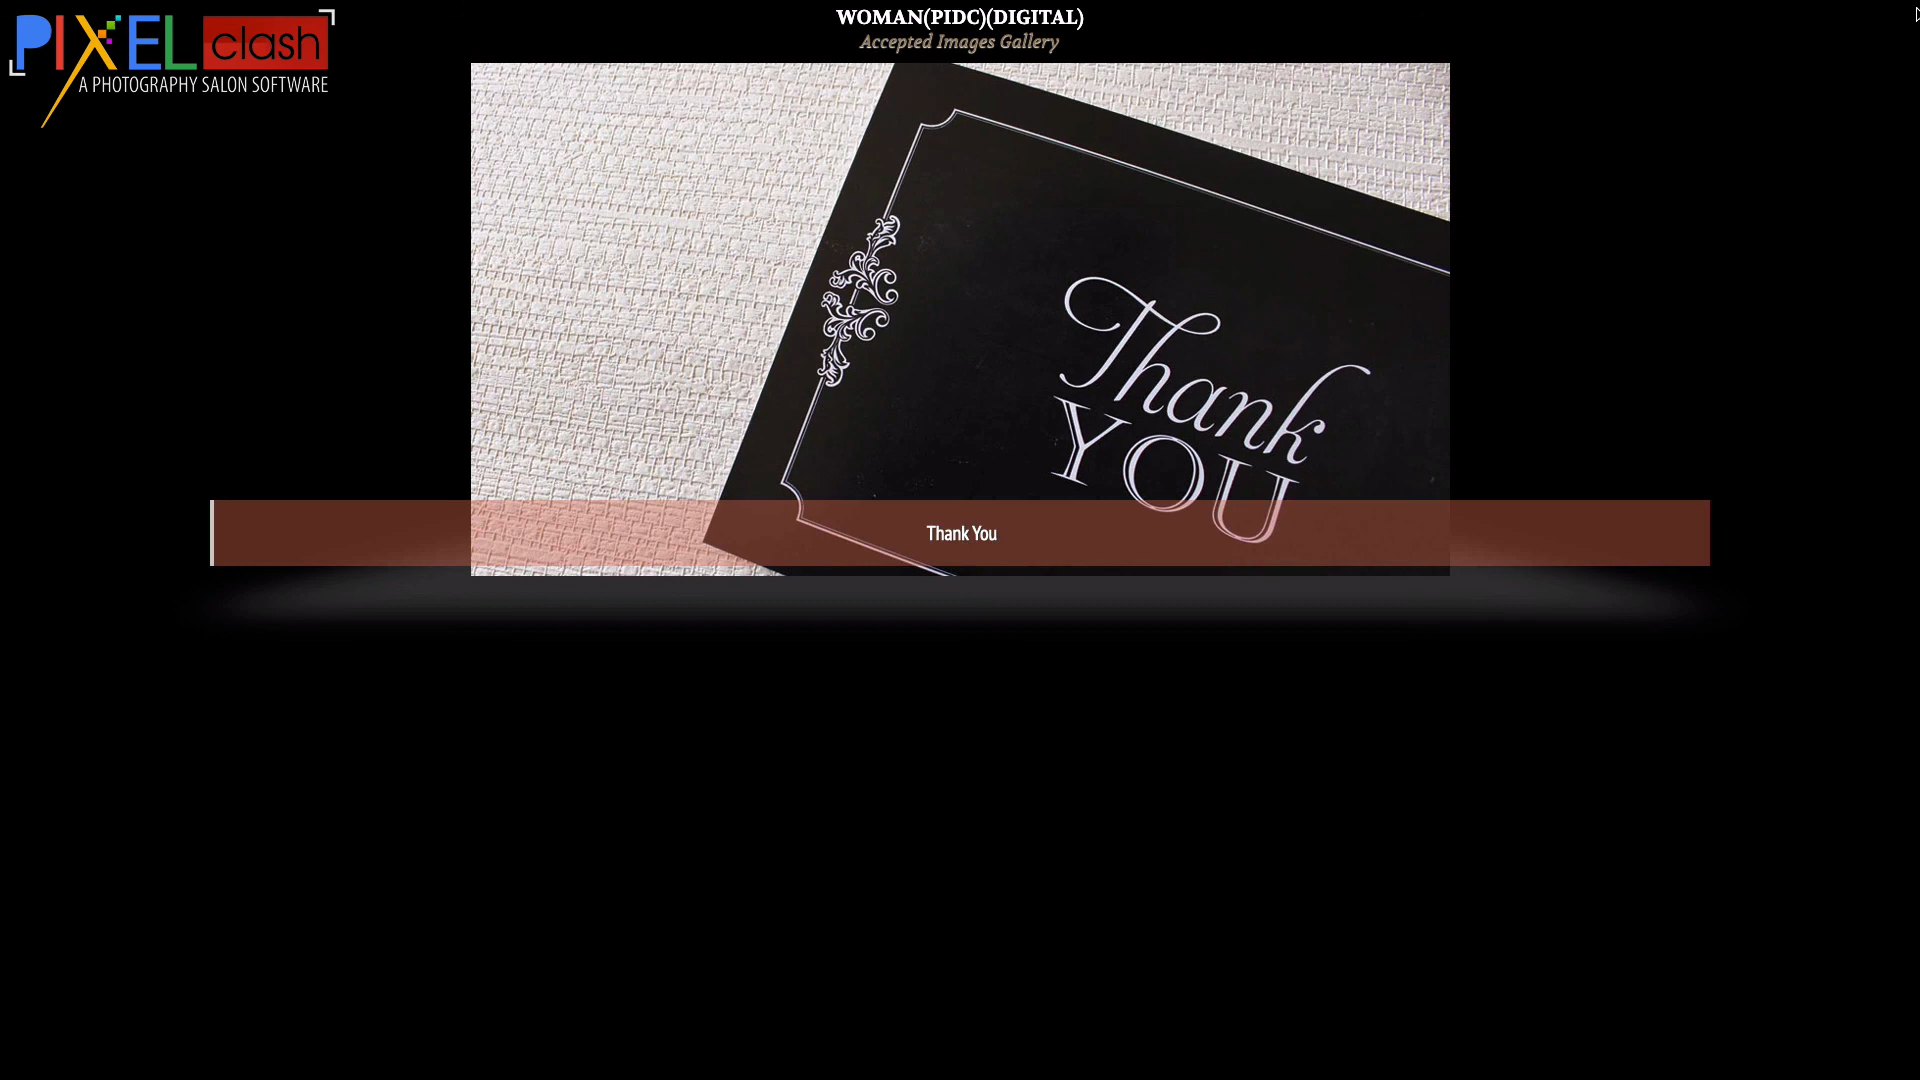 PIXEL clash
A PHOTOGRAPHY SALON SOFTWARE
WOMAN(PIDC)(DIGITAL)
Accepted Images Gallery
Thank
YOU
Thank You